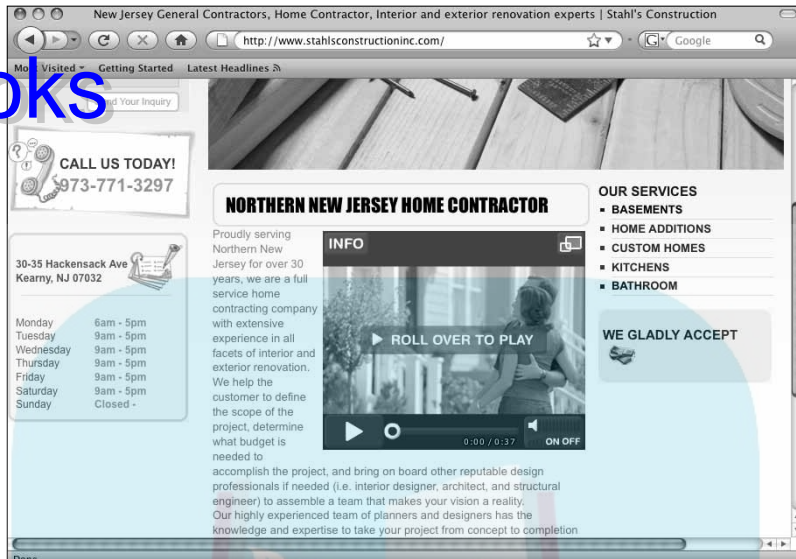 New Jersey General Contractors, Home Contractor, Interior and exterior renovation experts | Stahl's Construction
http://www.stahlsconstructioninc.com/
G
Google
Visited
Getting Started
Latest Headlines
oks
Your Inquiry
CALL US TODAY!
973-771-3297
30-35 Hackensack Ave
Kearny, NJ 07032
Monday 6am - 5pm
Tuesday 9am - 5pm
Wednesday 9am - 5pm
Thursday 9am - 5pm
Friday 9am - 5pm
Saturday 9am - 5pm
Sunday Closed -
NORTHERN NEW JERSEY HOME CONTRACTOR
Proudly serving
Northern New
Jersey for over 30
years, we are a full
service home
contracting company
with extensive
experience in all
facets of interior and
exterior renovation.
We help the
customer to define
the scope of the
project, determine
what budget is
needed to
accomplish the project, and bring on board other reputable design
professionals if needed (i.e. interior designer, architect, and structural
engineer) to assemble a team that makes your vision a reality.
Our highly experienced team of planners and designers has the
knowledge and expertise to take your project from concept to completion
INFO
ROLL OVER TO PLAY
0:00 / 0:37
ON OFF
OUR SERVICES
BASEMENTS
HOME ADDITIONS
CUSTOM HOMES
KITCHENS
BATHROOM
WE GLADLY ACCEPT